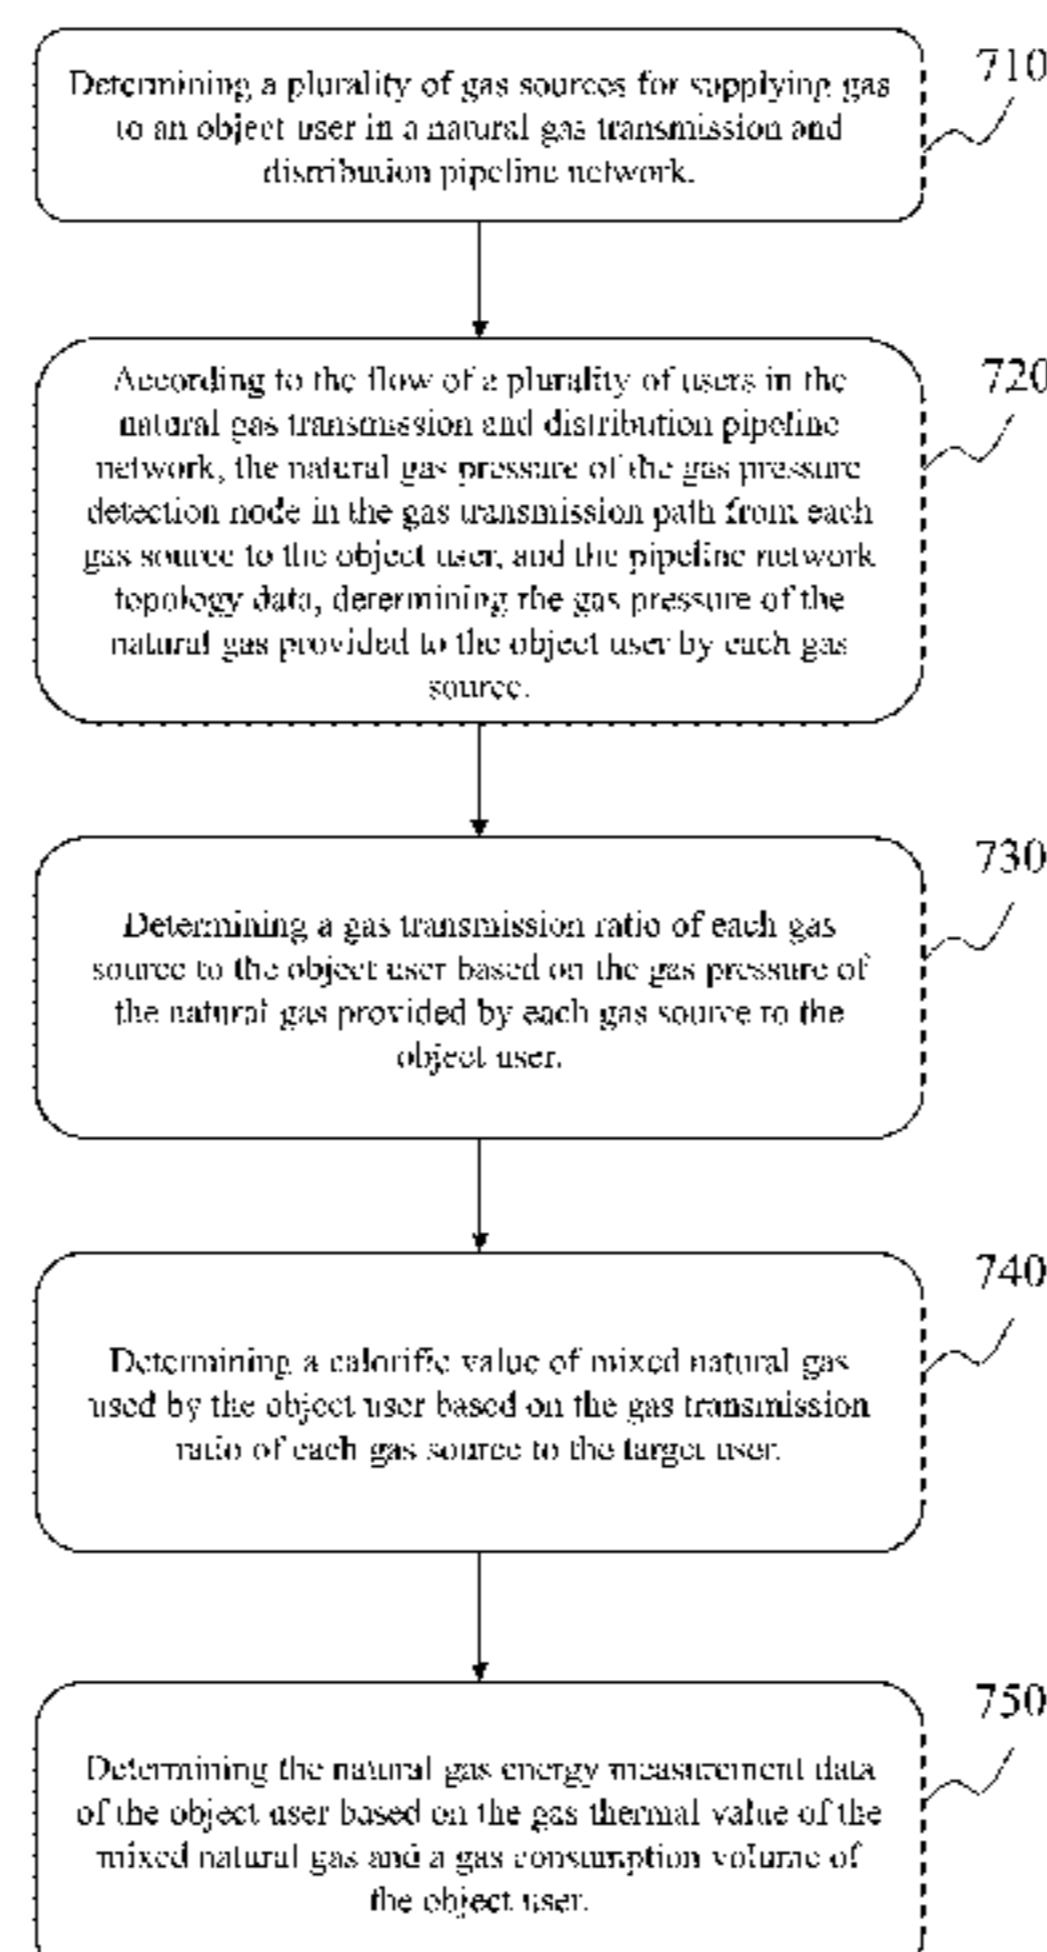 Determining a plurality of gas sources for supplying gas
to an object user in a natural gas transmission and
distribution pipeline network.
710
According to the flow of a plurality of users in the
natural gas transmission and distribution pipeline
network, the natural gas pressure of the gas pressure
detection node in the gas transmission path from each
gas source to the object user, and the pipeline network
topology data, determining the gas pressure of the
natural gas provided to the object user by each gas
source.
720
Determining a gas transmission ratio of each gas
source to the object user based on the gas pressure of
the natural gas provided by each gas source to the
object user.
730
Determining a calorific value of mixed natural gas
used by the object user based on the gas transmission
ratio of each gas source to the target user.
740
Determining the natural gas energy measurement data
of the object user based on the gas thermal value of the
mixed natural gas and a gas consumption volume of
the object user.
750